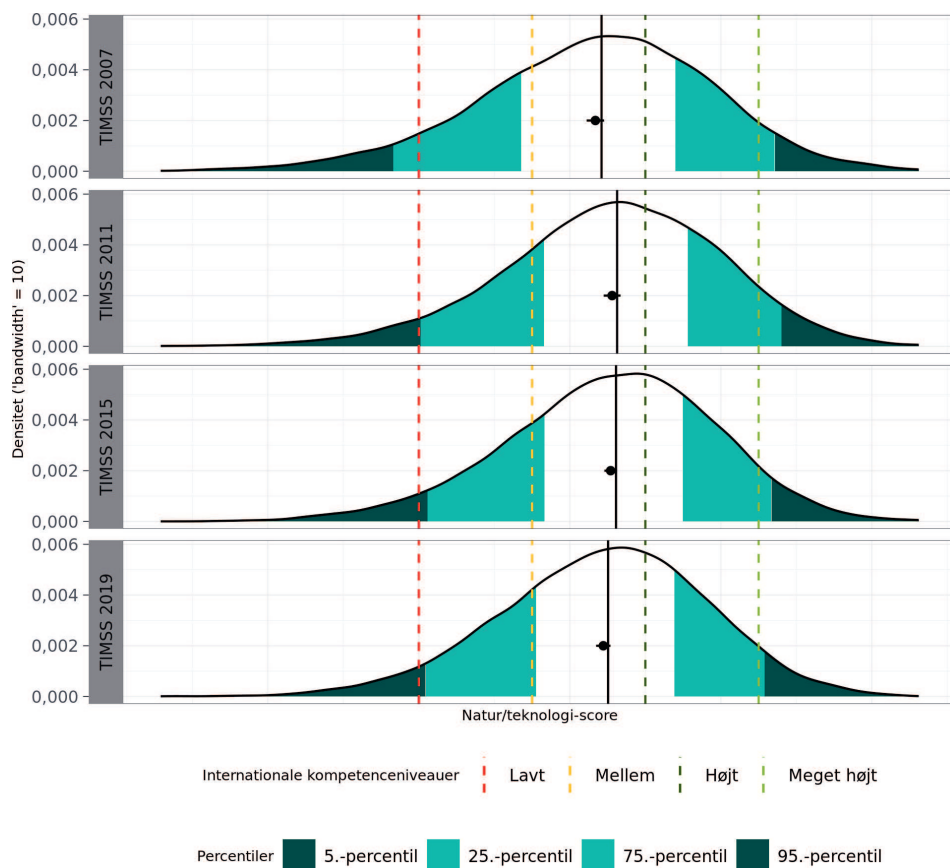 Densitet ('bandwidth' = 10)
TIMSS 2007
0,006
0,004
0,002
0,000
TIMSS 2011
0,006
0,004
0,002
0,000
TIMSS 2015
0,006
0,004
0,002
0,000
TIMSS 2019
0,006
0,004
0,002
0,000
Natur/teknologi-score
Internationale kompetenceniveauer Lavt Mellem Højt Meget højt
Percentiler 5.-percentil 25.-percentil 75.-percentil 95.-percentil